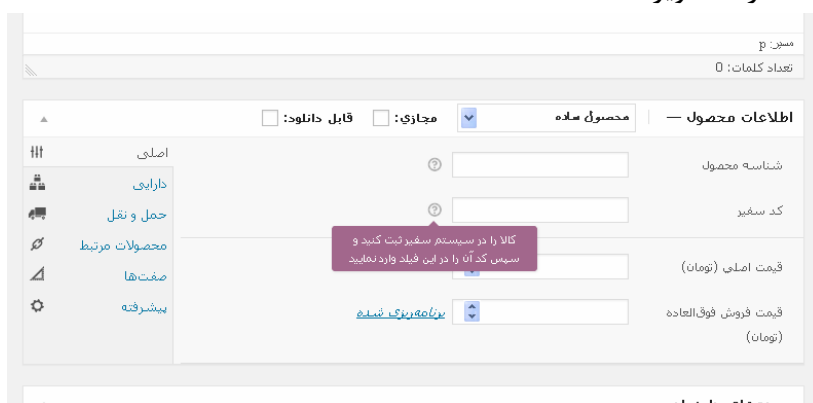 مسیر: p
تعداد کلمات: 0
اطلاعات محصول — محصول ساده مجازي: قابل دانلود:
اصلی
دارایی
حمل و نقل
محصولات مرتبط
صفت‌ها
پیشرفته
شناسه محصول
کد سفیر
کالا را در سیستم سفیر ثبت کنید و
سپس کد آن را در این فیلد وارد نمایید
قیمت اصلی (تومان)
قیمت فروش فوق‌العاده
(تومان)
برنامه‌ریزی شده